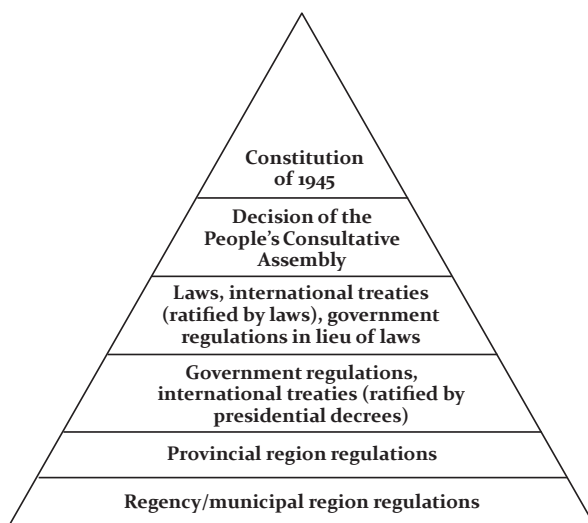 Constitution
of 1945
Decision of the
People's Consultative
Assembly
Laws, international treaties
(ratified by laws), government
regulations in lieu of laws
Government regulations,
international treaties (ratified by
presidential decrees)
Provincial region regulations
Regency/municipal region regulations